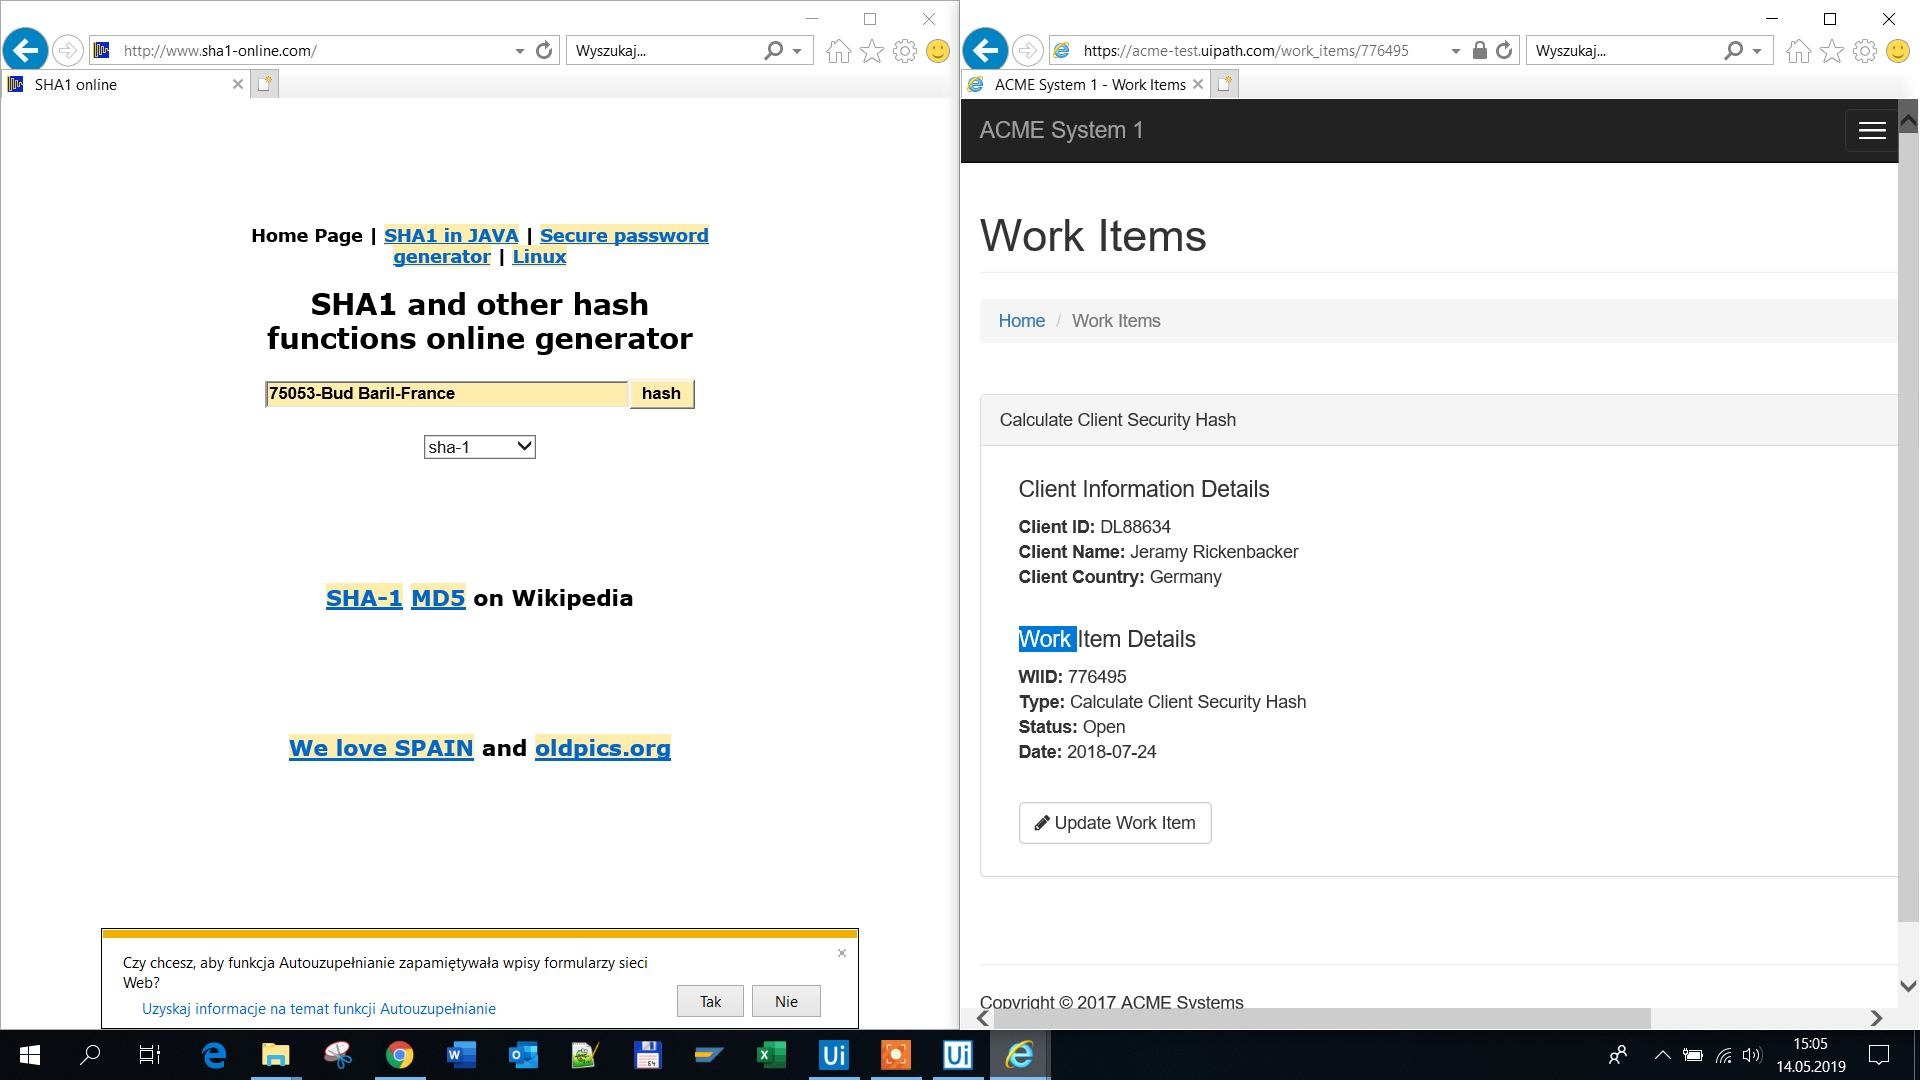 http://www.sha1-online.com/
Wyszukaj...
SHA1 online
Home Page | SHA1 in JAVA | Secure password
generator | Linux
SHA1 and other hash
functions online generator
75053-Bud Baril-France
hash
sha-1
SHA-1 MD5 on Wikipedia
We love SPAIN and oldpics.org
Czy chcesz, aby funkcja Autouzupełnianie zapamiętywała wpisy formularzy sieci
Web?
Uzyskaj informacje na temat funkcji Autouzupełnianie
Tak
Nie
https://acme-test.uipath.com/work_items/776495
Wyszukaj...
ACME System 1 - Work Items
ACME System 1
Work Items
Home / Work Items
Calculate Client Security Hash
Client Information Details
Client ID: DL88634
Client Name: Jeramy Rickenbacker
Client Country: Germany
Work Item Details
WIID: 776495
Type: Calculate Client Security Hash
Status: Open
Date: 2018-07-24
Update Work Item
Copyright © 2017 ACME Systems
Ui
Ui
64
15:05
14.05.2019